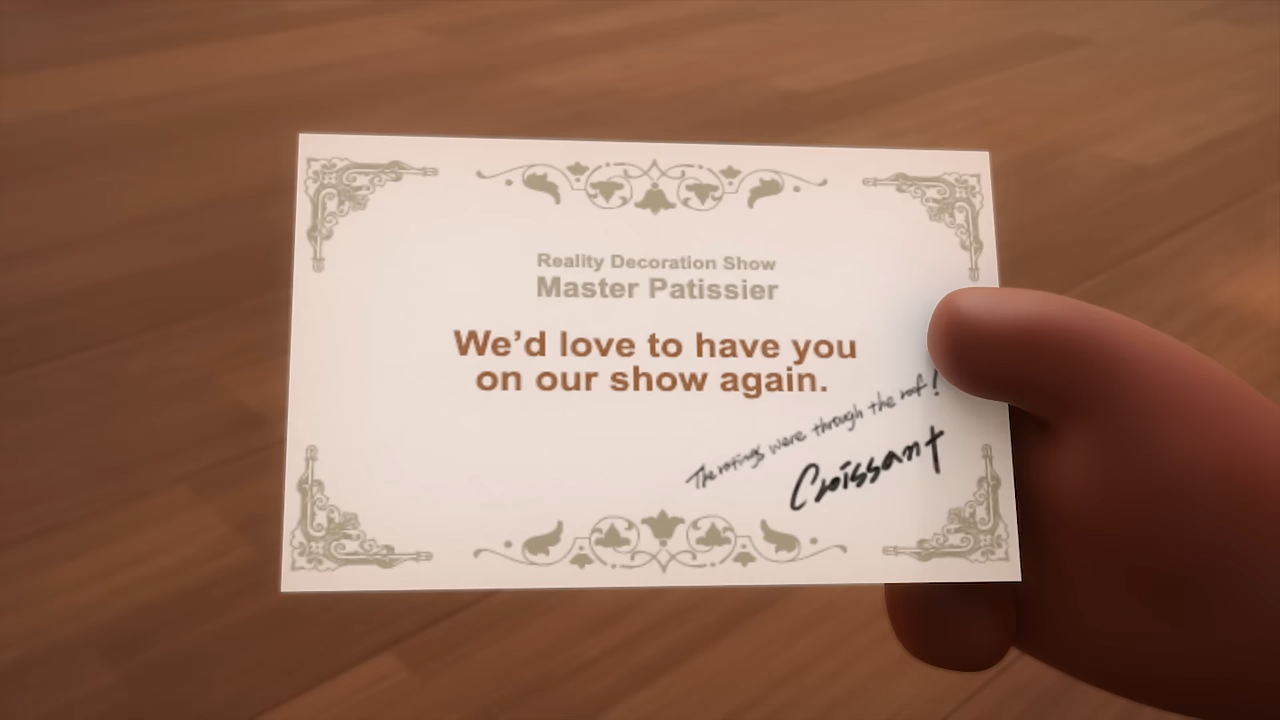 Reality Decoration Show
Master Patissier
We'd love to have you
on our show again.
The ratings were through the roof!
Croissant